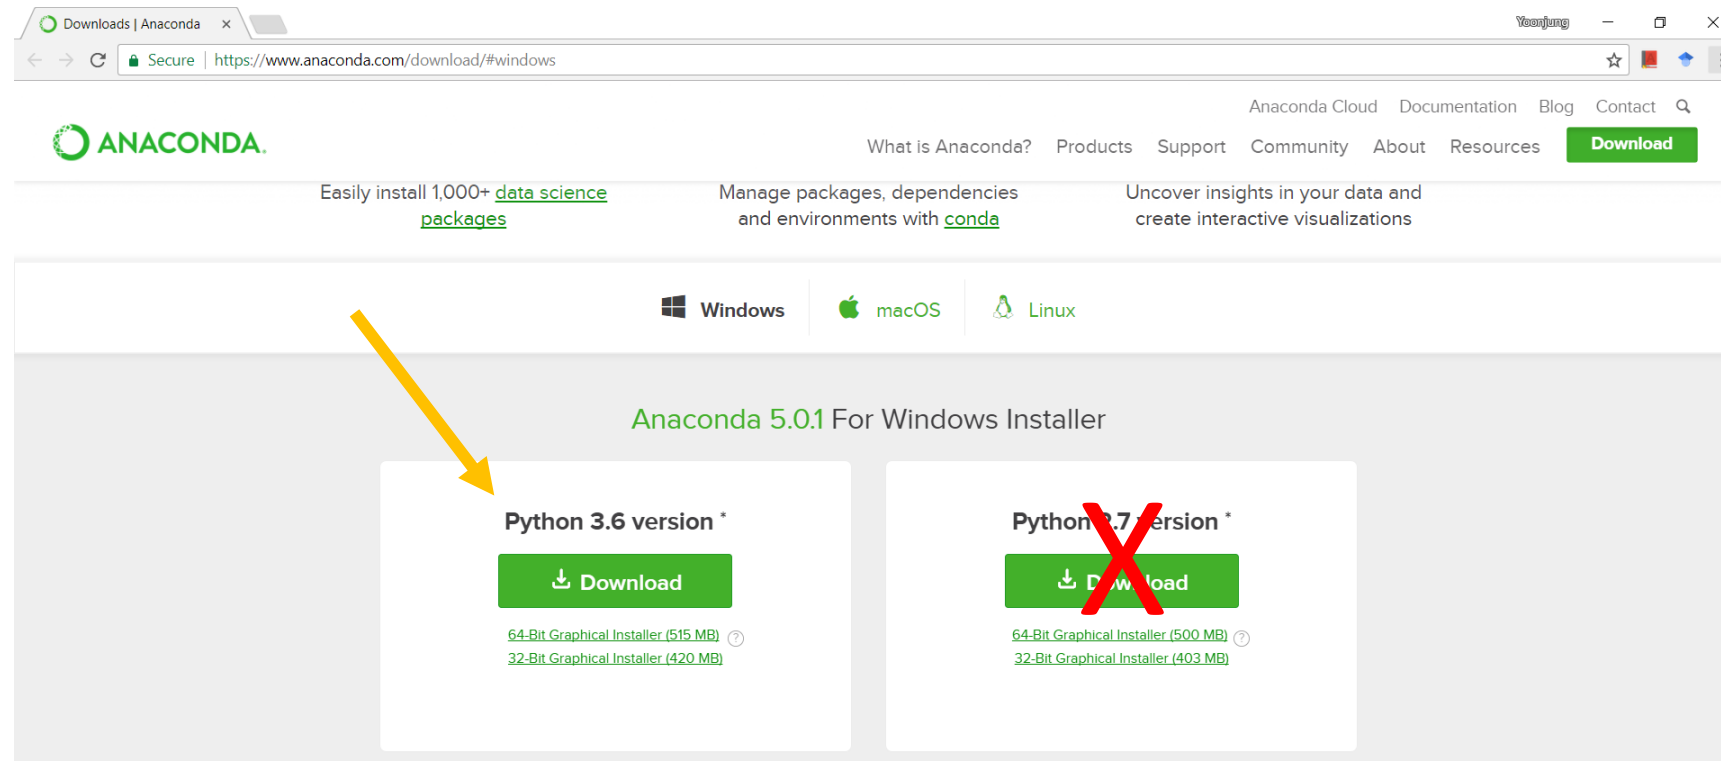 Downloads | Anaconda
Yoonjung
Secure | https://www.anaconda.com/download/#windows
Anaconda Cloud Documentation Blog Contact
ANACONDA.
What is Anaconda? Products Support Community About Resources Download
Easily install 1,000+ data science
packages
Manage packages, dependencies
and environments with conda
Uncover insights in your data and
create interactive visualizations
Windows macOS Linux
Anaconda 5.0.1 For Windows Installer
Python 3.6 version *
Download
64-Bit Graphical Installer (515 MB) ?
32-Bit Graphical Installer (420 MB)
Python 2.7 version *
Download
64-Bit Graphical Installer (500 MB) ?
32-Bit Graphical Installer (403 MB)
X